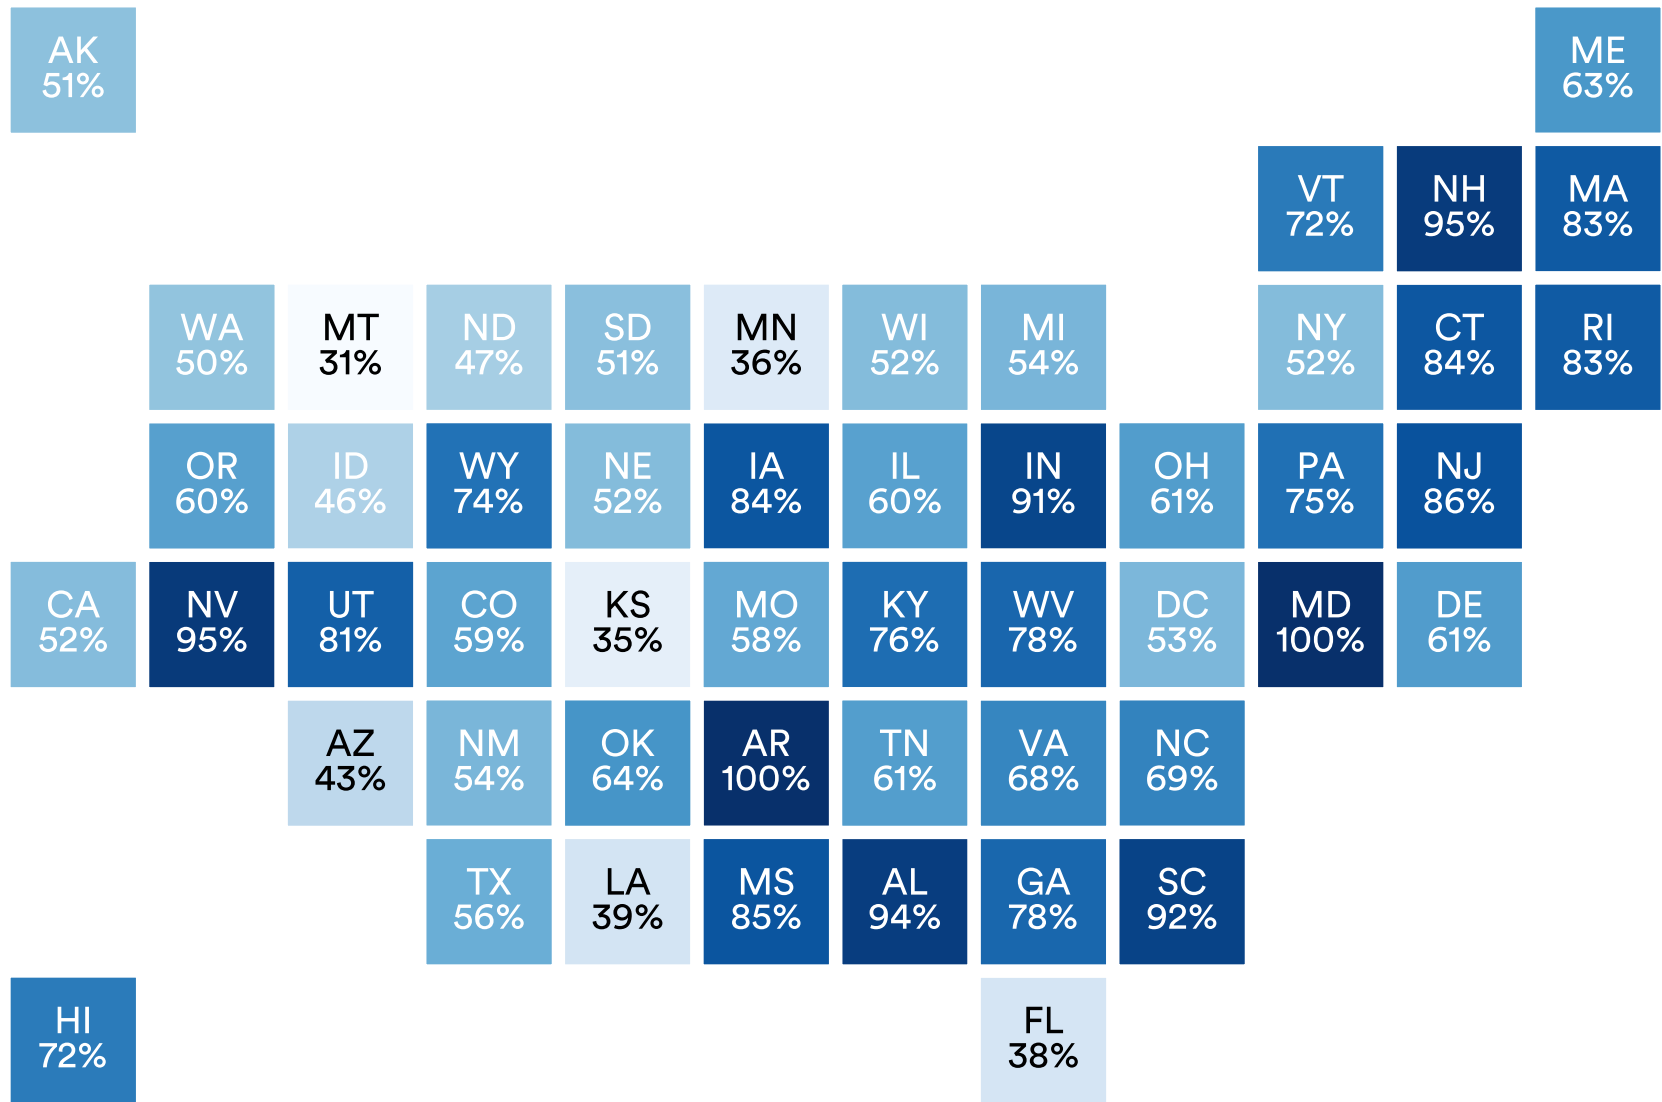 AK
51%
ME
63%
VT
72%
NH
95%
MA
83%
WA
50%
MT
31%
ND
47%
SD
51%
MN
36%
WI
52%
MI
54%
NY
52%
CT
84%
RI
83%
OR
60%
ID
46%
WY
74%
NE
52%
IA
84%
IL
60%
IN
91%
OH
61%
PA
75%
NJ
86%
CA
52%
NV
95%
UT
81%
CO
59%
KS
35%
MO
58%
KY
76%
WV
78%
DC
53%
MD
100%
DE
61%
AZ
43%
NM
54%
OK
64%
AR
100%
TN
61%
VA
68%
NC
69%
TX
56%
LA
39%
MS
85%
AL
94%
GA
78%
SC
92%
HI
72%
FL
38%